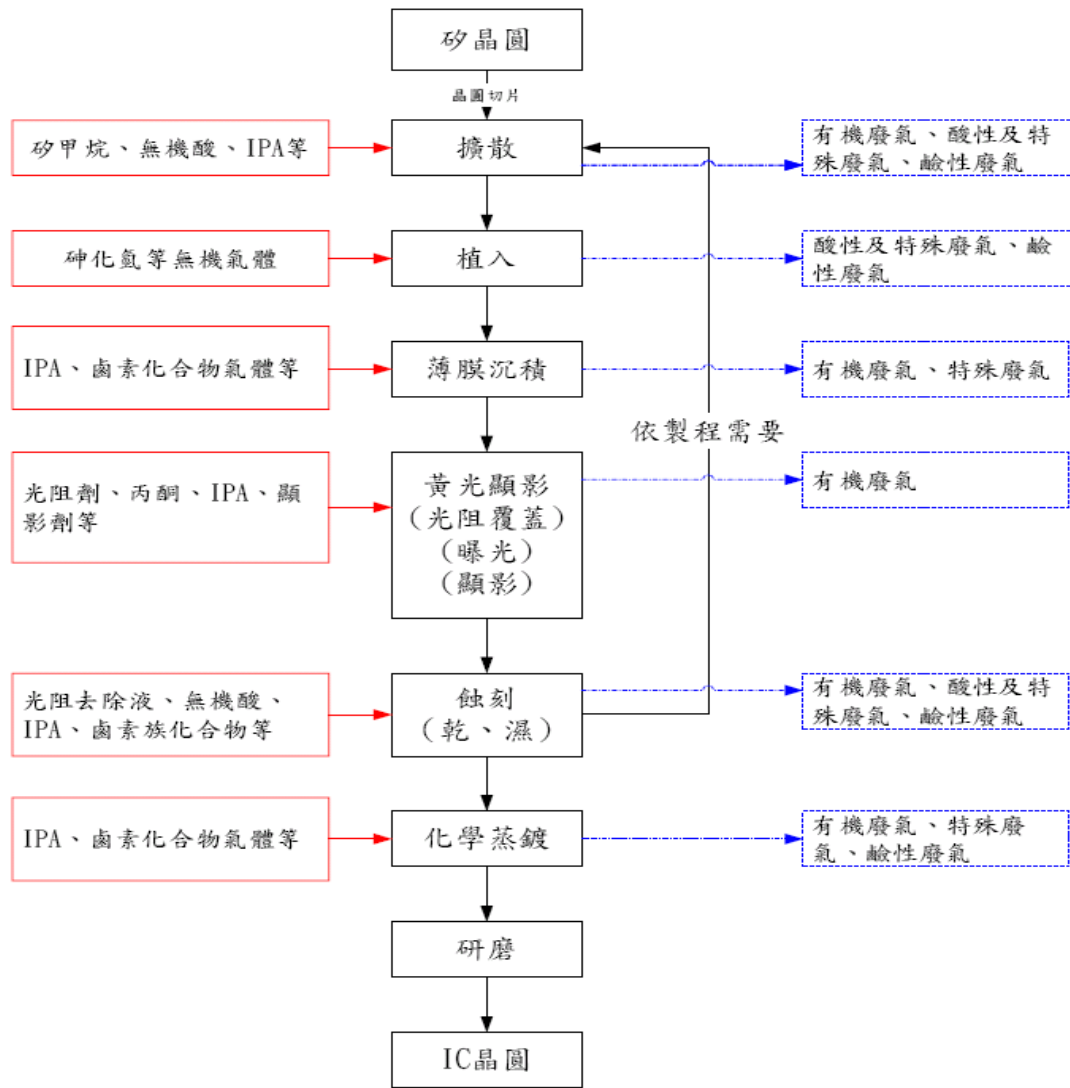 矽晶圓
晶圓切片
矽甲烷、無機酸、IPA等
擴散
有機廢氣、酸性及特
殊廢氣、鹼性廢氣
砷化氫等無機氣體
植入
酸性及特殊廢氣、鹼
性廢氣
IPA、鹵素化合物氣體等
薄膜沉積
有機廢氣、特殊廢氣
依製程需要
光阻劑、丙酮、IPA、顯
影劑等
黃光顯影
(光阻覆蓋)
(曝光)
(顯影)
有機廢氣
光阻去除液、無機酸、
IPA、鹵素族化合物等
蝕刻
(乾、濕)
有機廢氣、酸性及特
殊廢氣、鹼性廢氣
IPA、鹵素化合物氣體等
化學蒸鍍
有機廢氣、特殊廢
氣、鹼性廢氣
研磨
IC晶圓